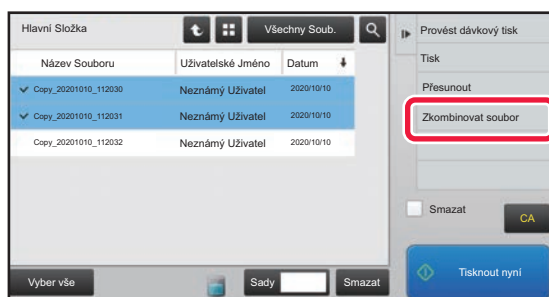 Hlavní Složka
Všechny Soub.
Název Souboru Uživatelské Jméno Datum
Copy_20201010_112030 Neznámý Uživatel 2020/10/10
Copy_20201010_112031 Neznámý Uživatel 2020/10/10
Copy_20201010_112032 Neznámý Uživatel 2020/10/10
Vyber vše
Sady
Smazat
Provést dávkový tisk
Tisk
Přesunout
Zkombinovat soubor
Smazat
CA
Tisknout nyní